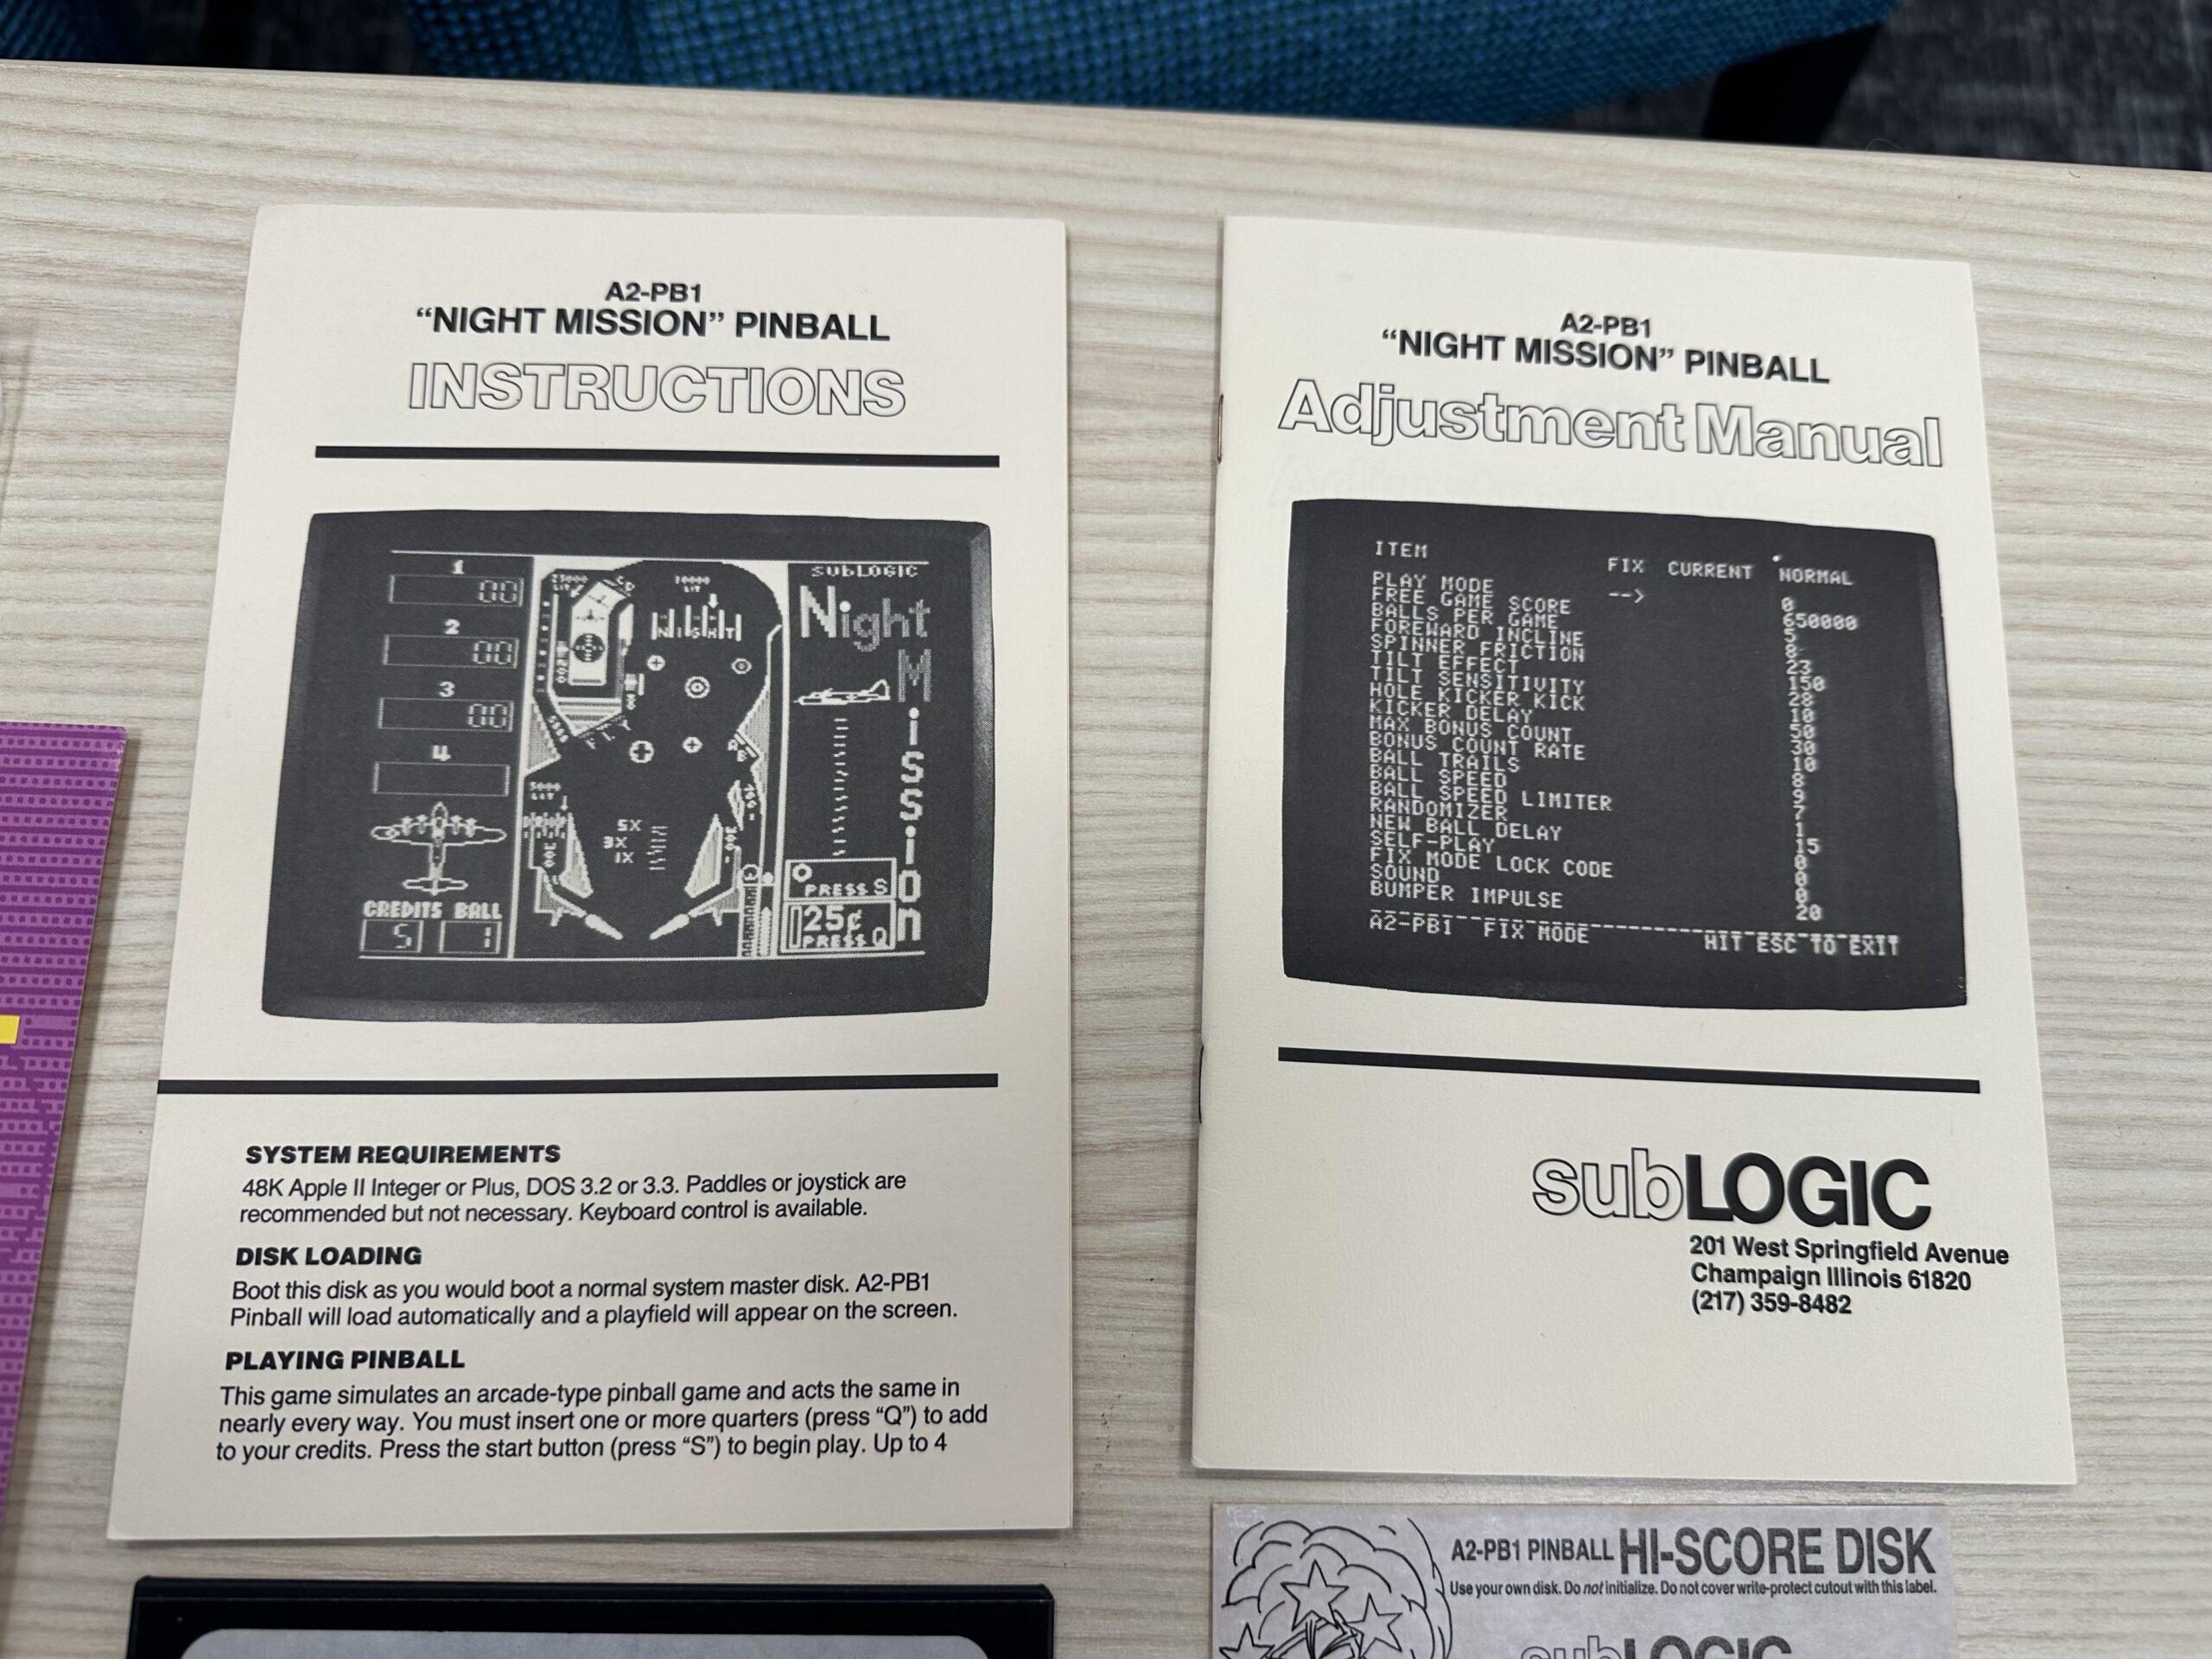 A2-PB1
“NIGHT MISSION” PINBALL
INSTRUCTIONS
1
00
2
00
3
00
4
CREDITS BALL
5 1
10000
LIT
5000
LIT
5X
3X
1X
subLOGIC
Night
Mission
PRESS S
25¢
PRESS Q
SYSTEM REQUIREMENTS
48K Apple II Integer or Plus, DOS 3.2 or 3.3. Paddles or joystick are
recommended but not necessary. Keyboard control is available.
DISK LOADING
Boot this disk as you would boot a normal system master disk. A2-PB1
Pinball will load automatically and a playfield will appear on the screen.
PLAYING PINBALL
This game simulates an arcade-type pinball game and acts the same in
nearly every way. You must insert one or more quarters (press “Q”) to add
to your credits. Press the start button (press “S”) to begin play. Up to 4
A2-PB1
“NIGHT MISSION” PINBALL
Adjustment Manual
ITEM FIX CURRENT NORMAL
PLAY MODE --> 0
FREE GAME SCORE 650000
BALLS PER GAME 5
FOREWARD INCLINE 8
SPINNER FRICTION 23
TILT EFFECT 150
TILT SENSITIVITY 28
HOLE KICKER KICK 10
KICKER DELAY 50
MAX BONUS COUNT 30
BONUS COUNT RATE 10
BALL TRAILS 8
BALL SPEED 9
BALL SPEED LIMITER 7
RANDOMIZER 1
NEW BALL DELAY 15
SELF-PLAY 0
FIX MODE LOCK CODE 0
SOUND 0
BUMPER IMPULSE 20
A2-PB1 FIX MODE HIT ESC TO EXIT
subLOGIC
201 West Springfield Avenue
Champaign Illinois 61820
(217) 359-8482
A2-PB1 PINBALL HI-SCORE DISK
Use your own disk. Do not initialize. Do not cover write-protect cutout with this label.
subLOGIC